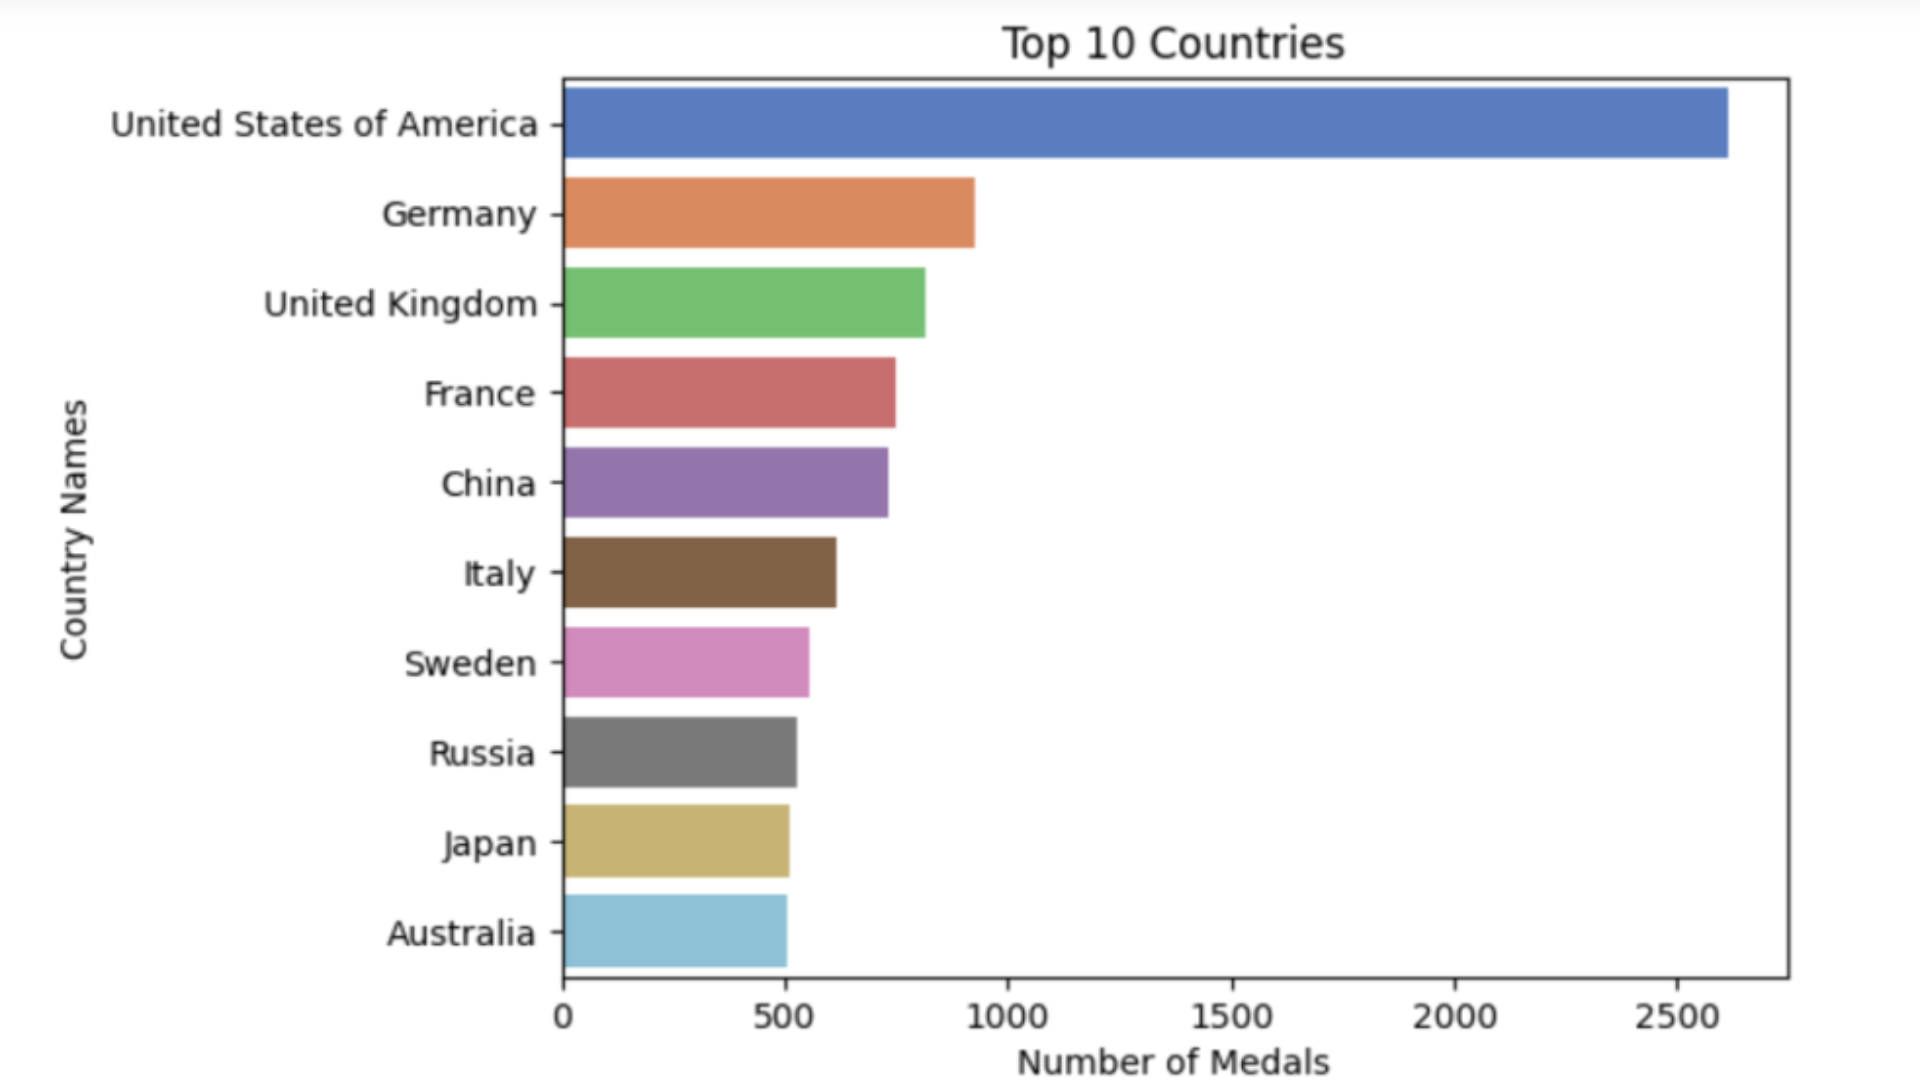 Top 10 Countries
United States of America
Germany
United Kingdom
France
China
Italy
Sweden
Russia
Japan
Australia
Country Names
0 500 1000 1500 2000 2500
Number of Medals